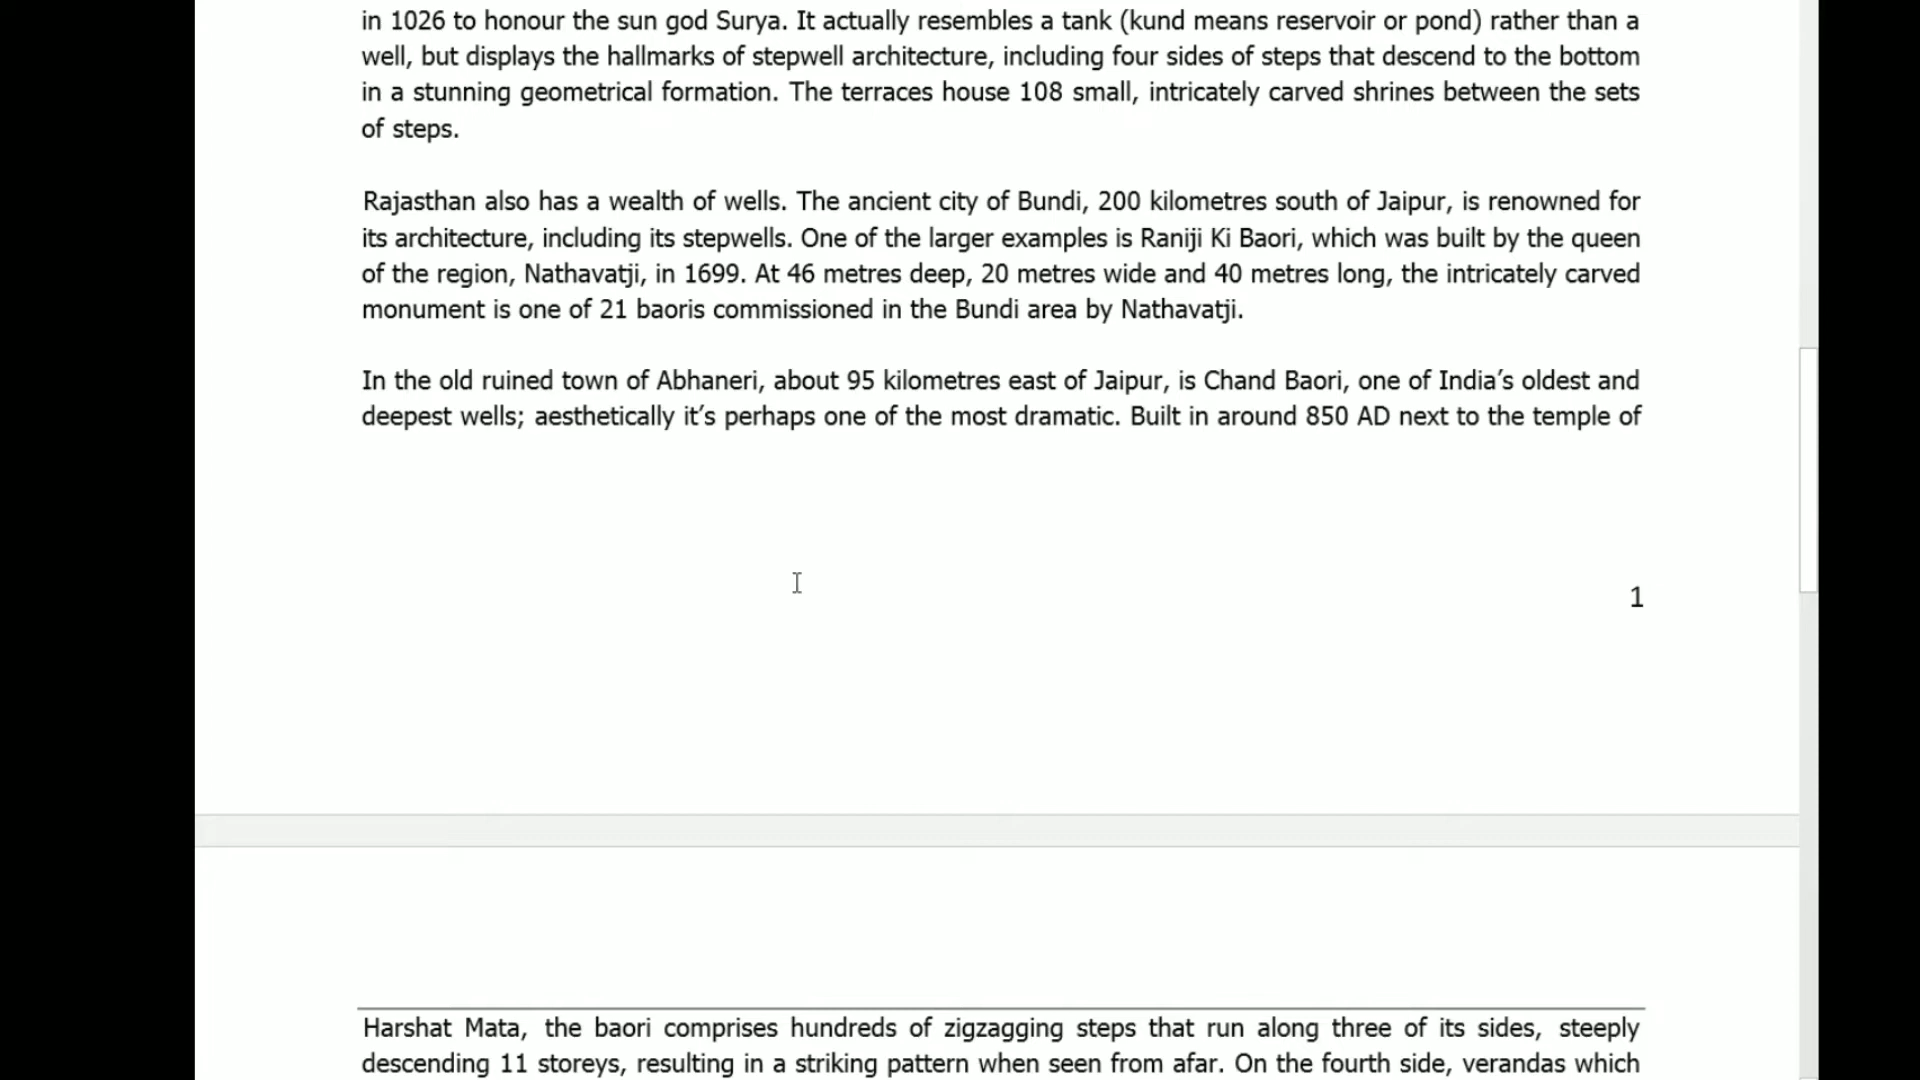 in 1026 to honour the sun god Surya. It actually resembles a tank (kund means reservoir or pond) rather than a
well, but displays the hallmarks of stepwell architecture, including four sides of steps that descend to the bottom
in a stunning geometrical formation. The terraces house 108 small, intricately carved shrines between the sets
of steps.
Rajasthan also has a wealth of wells. The ancient city of Bundi, 200 kilometres south of Jaipur, is renowned for
its architecture, including its stepwells. One of the larger examples is Raniji Ki Baori, which was built by the queen
of the region, Nathavatji, in 1699. At 46 metres deep, 20 metres wide and 40 metres long, the intricately carved
monument is one of 21 baoris commissioned in the Bundi area by Nathavatji.
In the old ruined town of Abhaneri, about 95 kilometres east of Jaipur, is Chand Baori, one of India’s oldest and
deepest wells; aesthetically it’s perhaps one of the most dramatic. Built in around 850 AD next to the temple of
1
Harshat Mata, the baori comprises hundreds of zigzagging steps that run along three of its sides, steeply
descending 11 storeys, resulting in a striking pattern when seen from afar. On the fourth side, verandas which